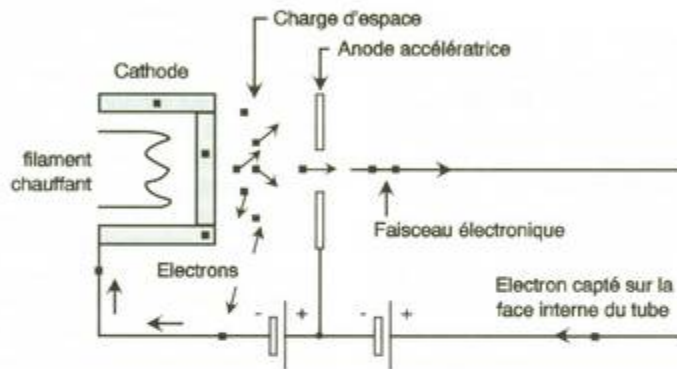 Charge d'espace
Anode accélératrice
Cathode
filament
chauffant
Faisceau électronique
Electrons
Electron capté sur la
face interne du tube
- +
- +